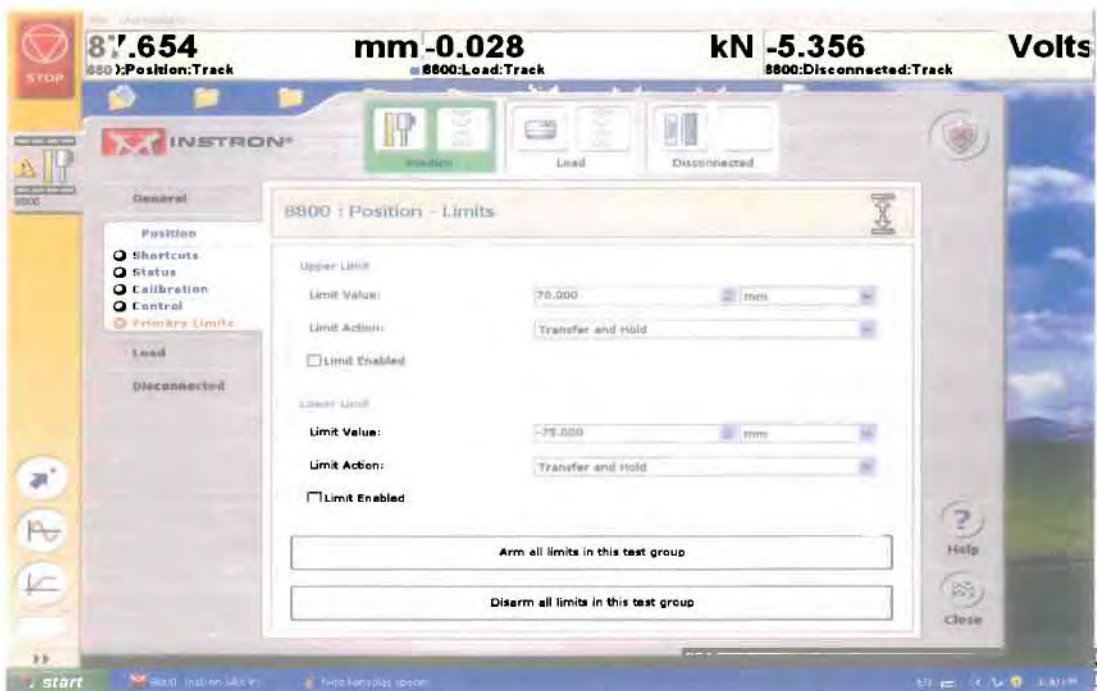 87.654 mm -0.028 kN -5.356 Volts
8800:Position:Track 8800:Load:Track 8800:Disconnected:Track
STOP
INSTRON®
Position Load Disconnected
8800
General
Position
Shortcuts
Status
Calibration
Control
Primary Limits
Load
Disconnected
8800 : Position - Limits
Upper Limit
Limit Value: 70.000 mm
Limit Action: Transfer and Hold
Limit Enabled
Lower Limit
Limit Value: -75.000 mm
Limit Action: Transfer and Hold
Limit Enabled
Arm all limits in this test group
Disarm all limits in this test group
? Help
Close
start